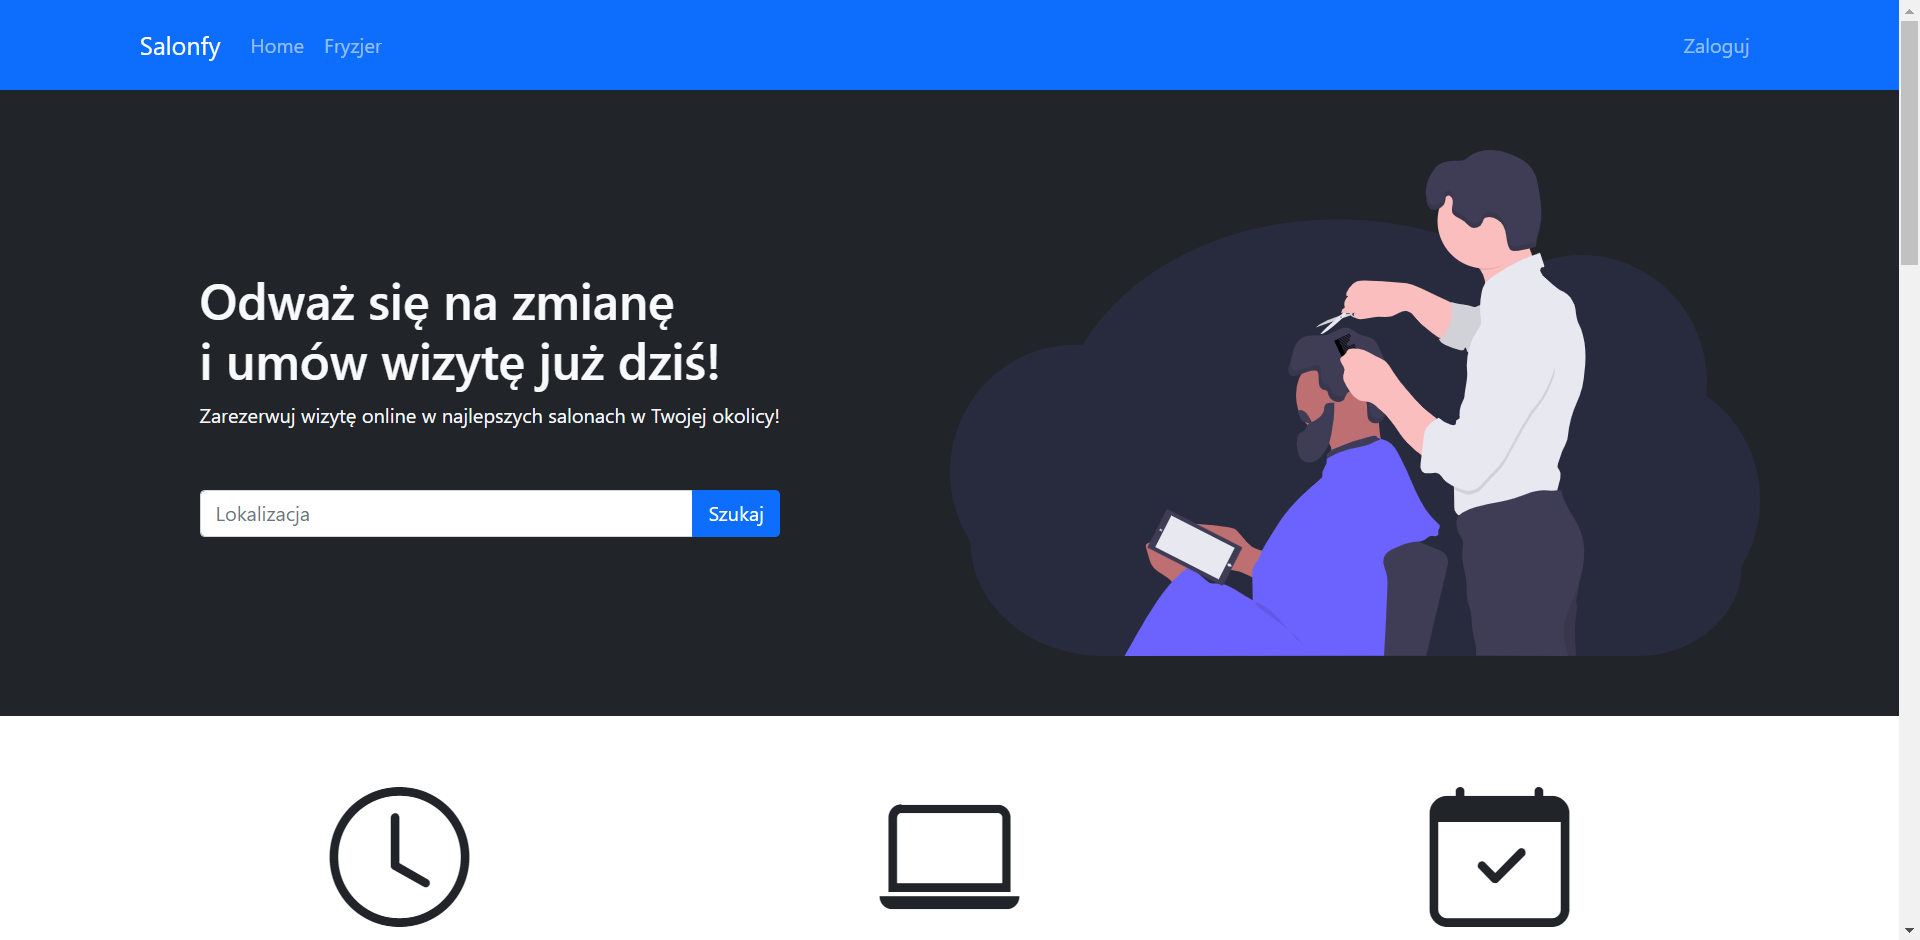 Salonfy Home Fryzjer Zaloguj
Odważ się na zmianę
i umów wizytę już dziś!
Zarezerwuj wizytę online w najlepszych salonach w Twojej okolicy!
Lokalizacja Szukaj